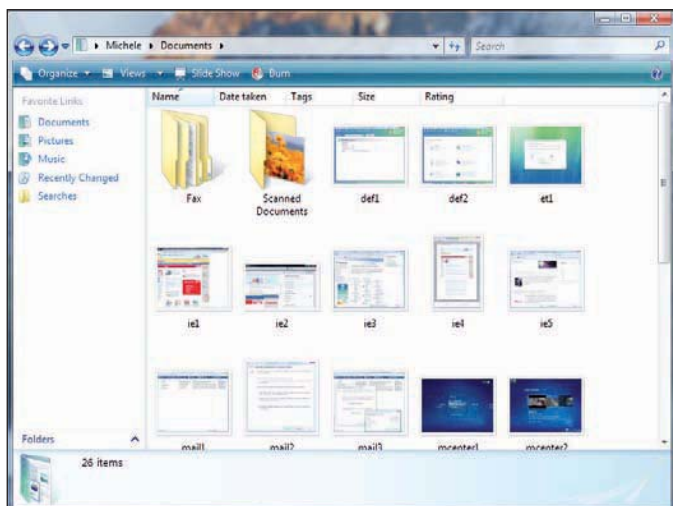 Michele ▸ Documents ▸
Search
Organize Views Slide Show Burn
Favorite Links
Documents
Pictures
Music
Recently Changed
Searches
Folders
Name Date taken Tags Size Rating
Fax Scanned Documents def1 def2 et1
ie1 ie2 ie3 ie4 ie5
mail1 mail2 mail3 mcenter1 mcenter2
26 items